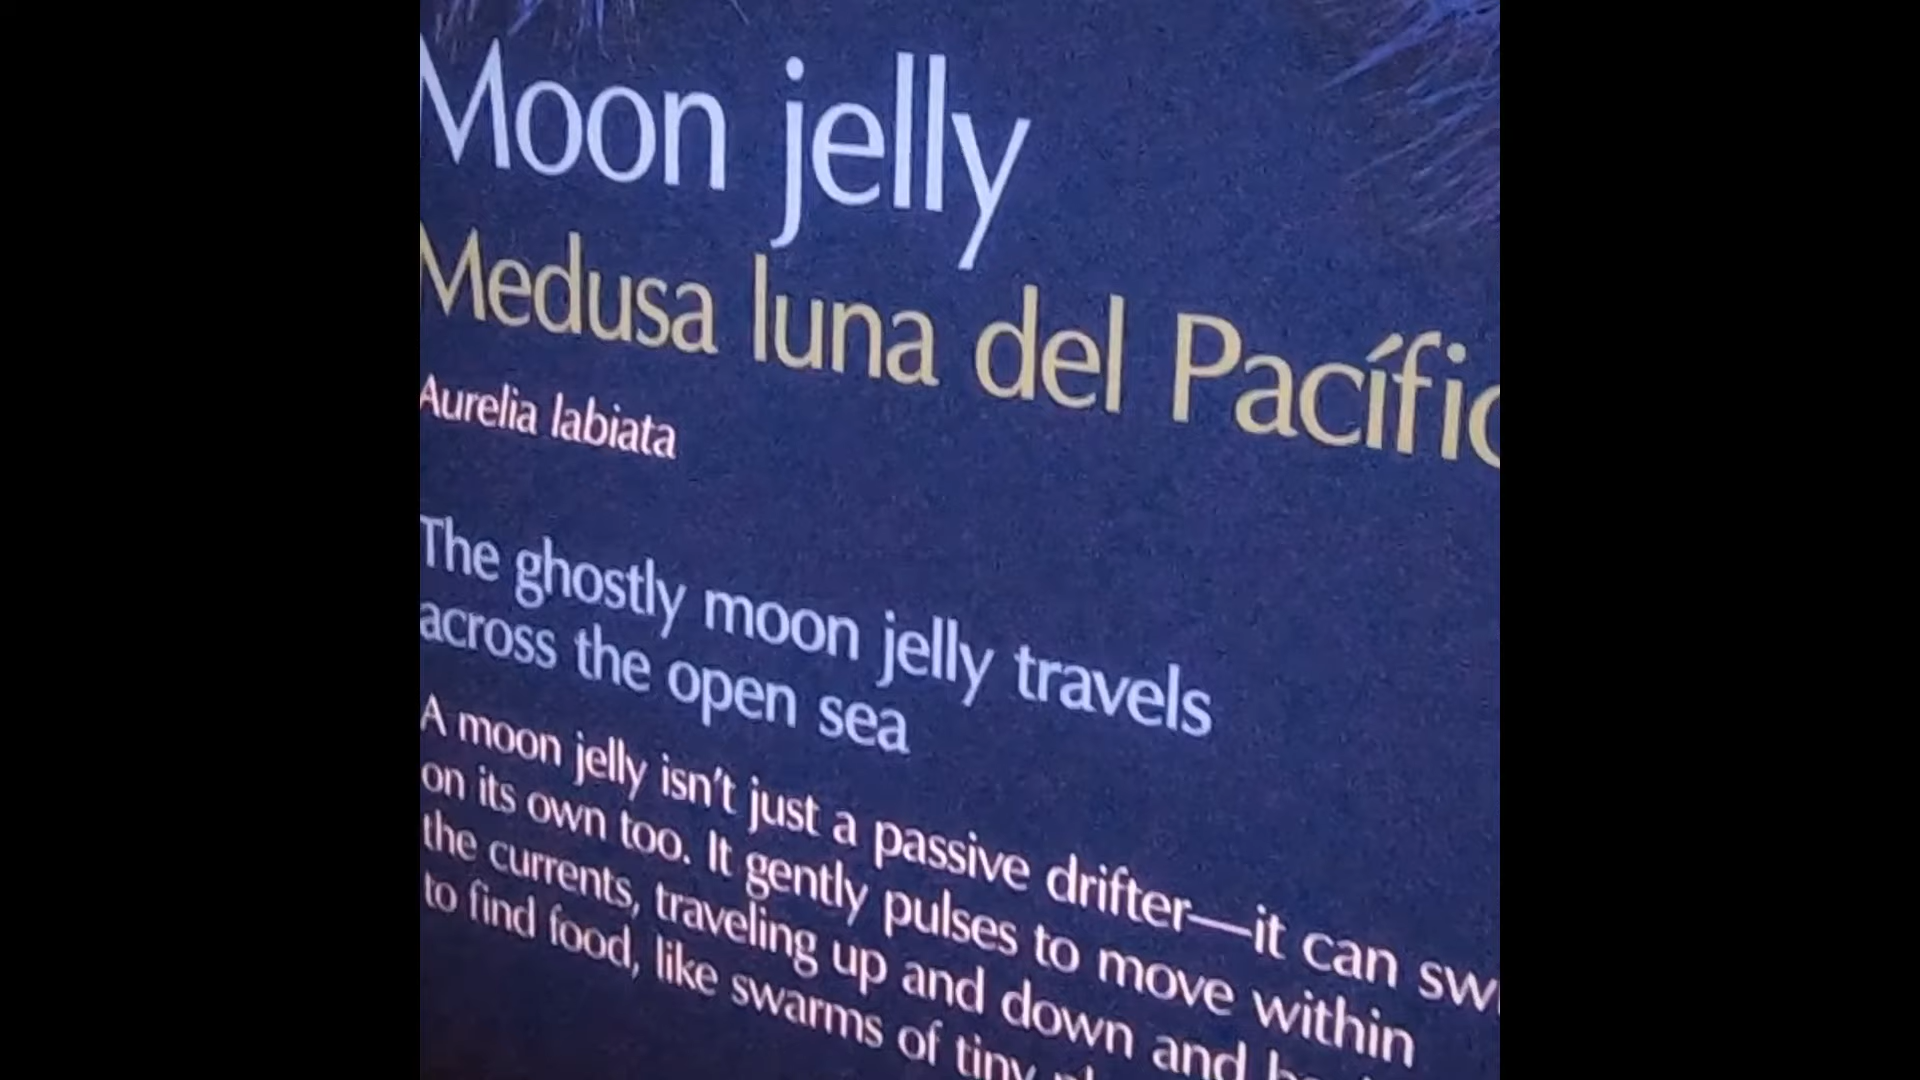 Moon jelly
Medusa luna del Pacífic
Aurelia labiata
The ghostly moon jelly travels
across the open sea
A moon jelly isn't just a passive drifter—it can
on its own too. It gently pulses to move within
the currents, traveling up and down and
to find food, like swarms of tiny